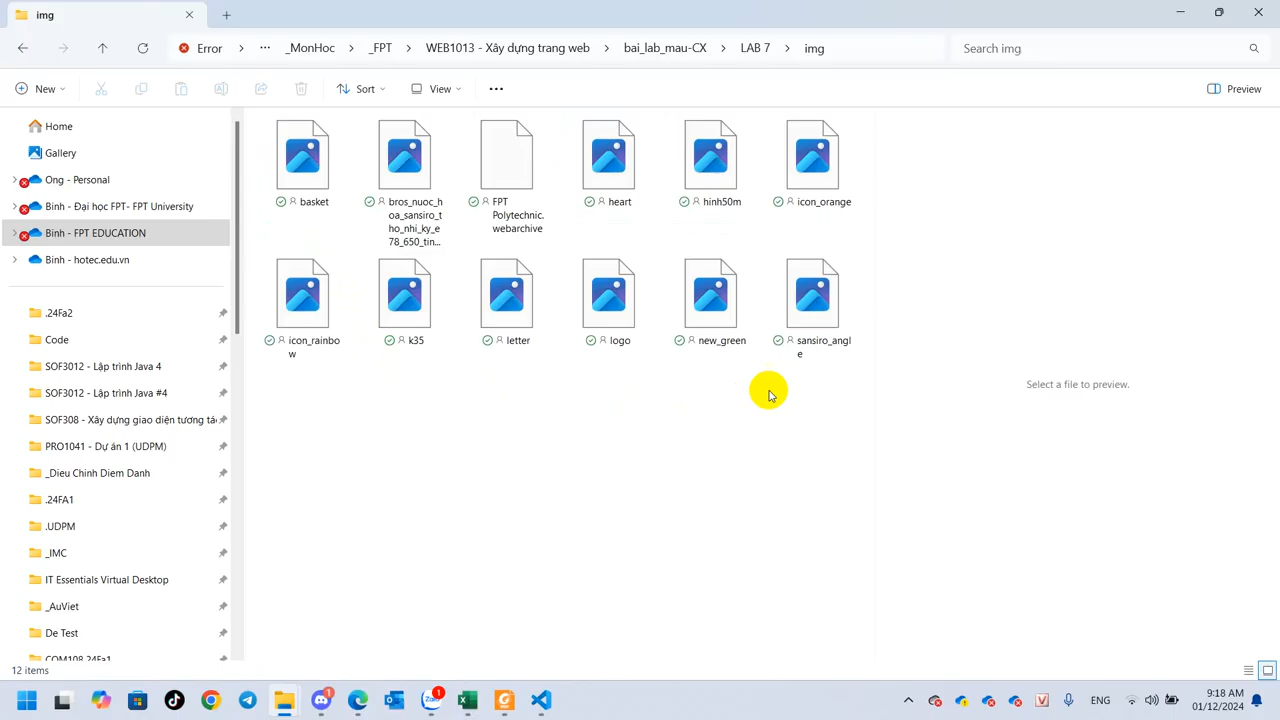 img
Error
_MonHoc
_FPT
WEB1013 - Xây dựng trang web
bai_lab_mau-CX
LAB 7
img
Search img
New
Sort
View
Preview
Home
Gallery
Ong - Personal
Binh - Đại học FPT- FPT University
Binh - FPT EDUCATION
Binh - hotec.edu.vn
.24Fa2
Code
SOF3012 - Lập trình Java 4
SOF3012 - Lập trình Java #4
SOF308 - Xây dựng giao diện tương tá
PRO1041 - Dự án 1 (UDPM)
_Dieu Chinh Diem Danh
.24FA1
.UDPM
_IMC
IT Essentials Virtual Desktop
_AuViet
De Test
COM108 24Fa1
basket
bros_nuoc_h
oa_sansiro_t
ho_nhi_ky_e
78_650_tin...
FPT
Polytechnic.
webarchive
heart
hinh50m
icon_orange
icon_rainbo
w
k35
letter
logo
new_green
sansiro_angl
e
Select a file to preview.
12 items
1
Zalo
1
ENG
9:18 AM
01/12/2024